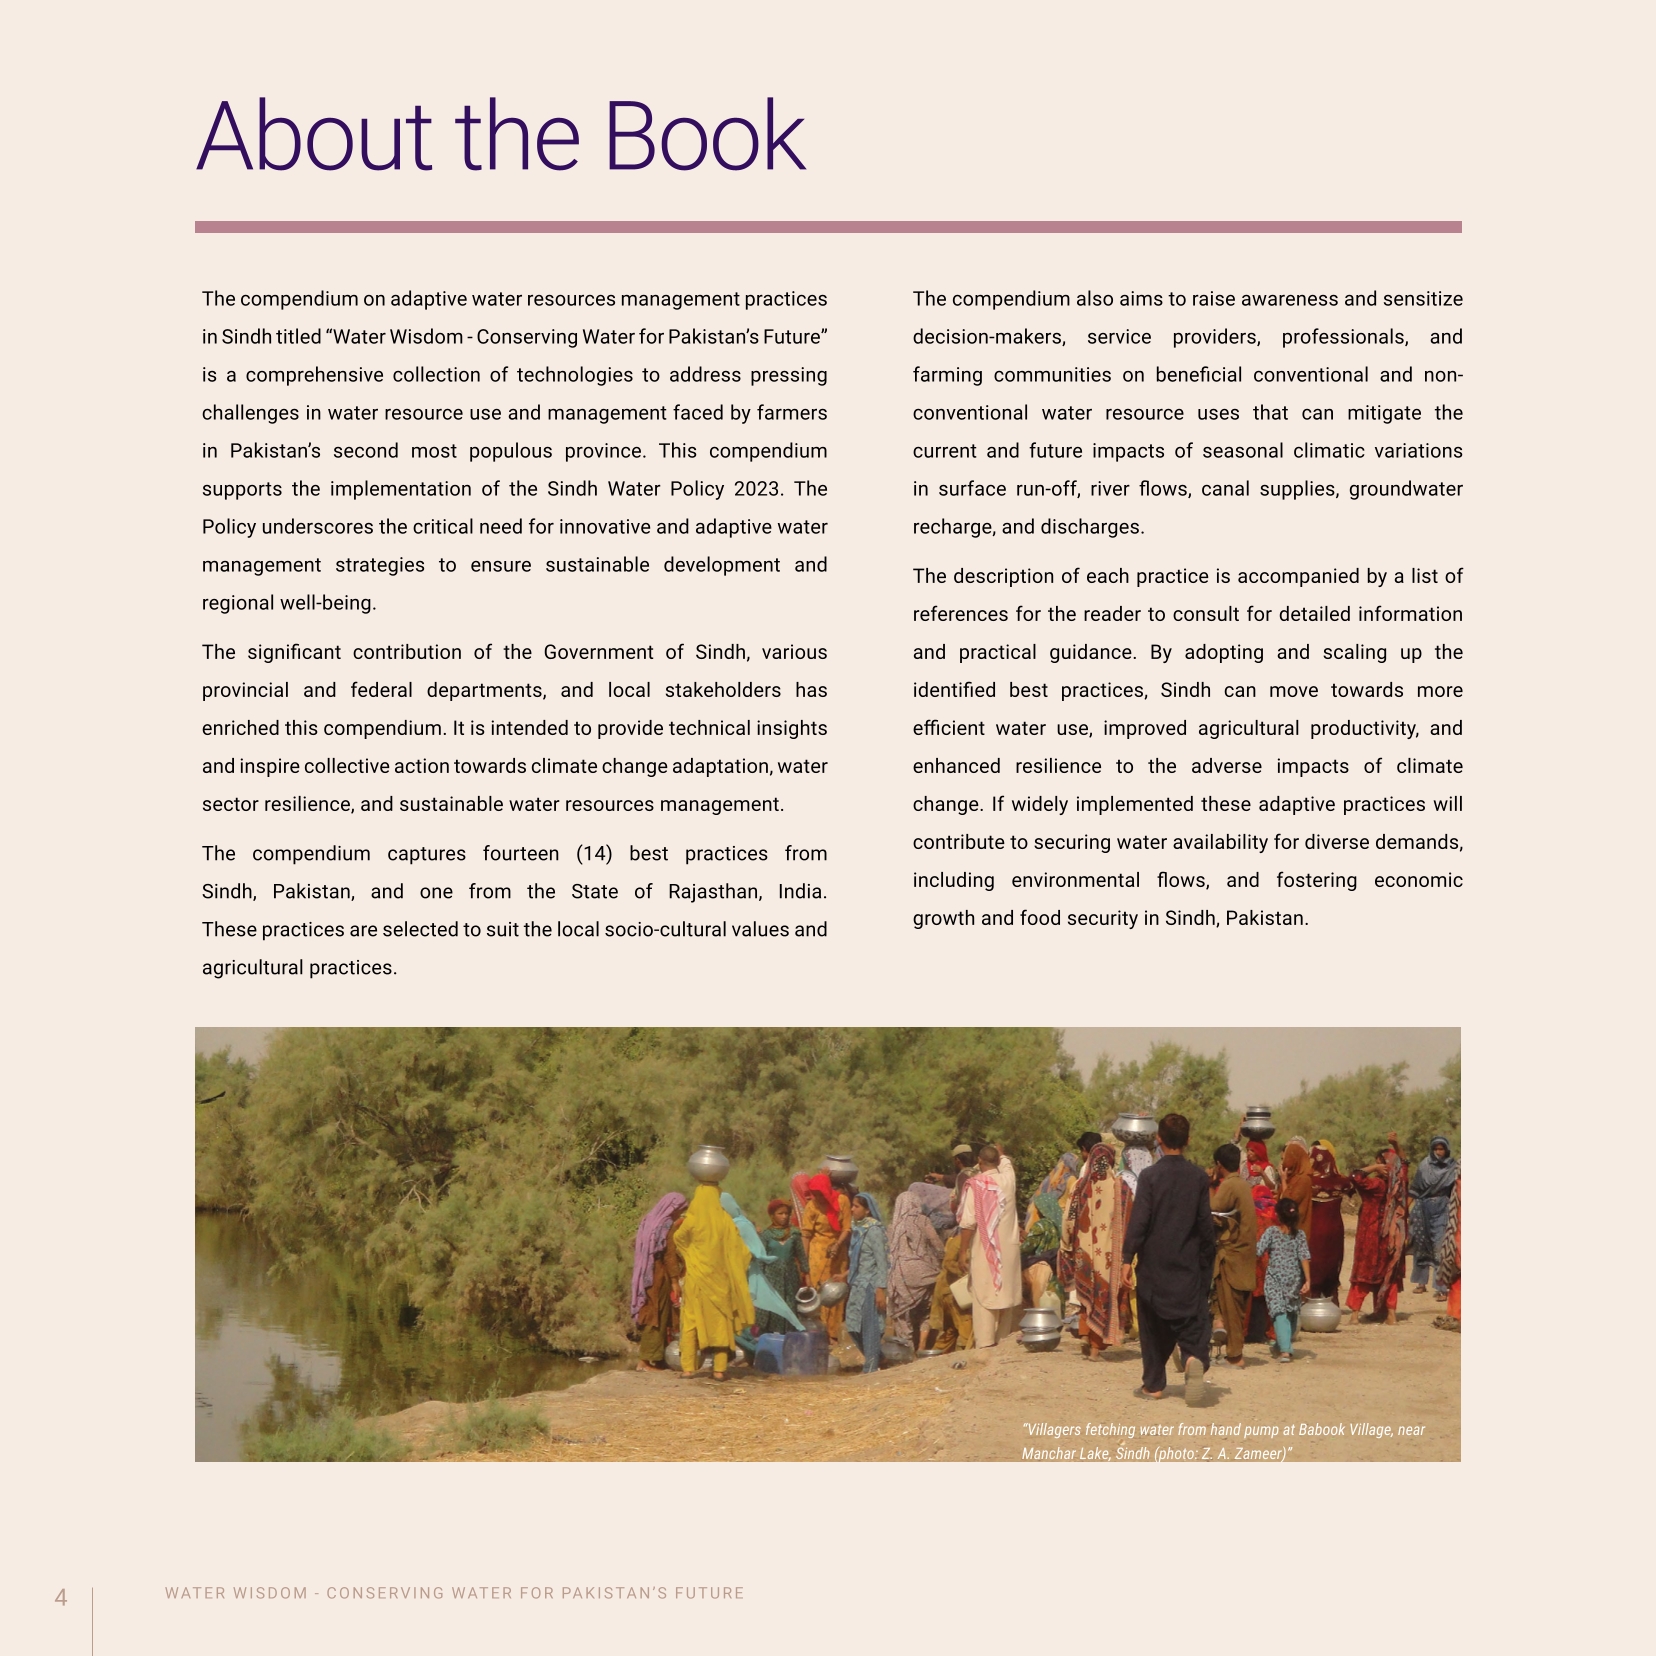 About the Book
The compendium on adaptive water resources management practices
in Sindh titled “Water Wisdom - Conserving Water for Pakistan’s Future”
is a comprehensive collection of technologies to address pressing
challenges in water resource use and management faced by farmers
in Pakistan’s second most populous province. This compendium
supports the implementation of the Sindh Water Policy 2023. The
Policy underscores the critical need for innovative and adaptive water
management strategies to ensure sustainable development and
regional well-being.
The significant contribution of the Government of Sindh, various
provincial and federal departments, and local stakeholders has
enriched this compendium. It is intended to provide technical insights
and inspire collective action towards climate change adaptation, water
sector resilience, and sustainable water resources management.
The compendium captures fourteen (14) best practices from
Sindh, Pakistan, and one from the State of Rajasthan, India.
These practices are selected to suit the local socio-cultural values and
agricultural practices.
The compendium also aims to raise awareness and sensitize
decision-makers, service providers, professionals, and
farming communities on beneficial conventional and non-
conventional water resource uses that can mitigate the
current and future impacts of seasonal climatic variations
in surface run-off, river flows, canal supplies, groundwater
recharge, and discharges.
The description of each practice is accompanied by a list of
references for the reader to consult for detailed information
and practical guidance. By adopting and scaling up the
identified best practices, Sindh can move towards more
efficient water use, improved agricultural productivity, and
enhanced resilience to the adverse impacts of climate
change. If widely implemented these adaptive practices will
contribute to securing water availability for diverse demands,
including environmental flows, and fostering economic
growth and food security in Sindh, Pakistan.
“Villagers fetching water from hand pump at Babook Village, near
Manchar Lake, Sindh (photo: Z. A. Zameer)”
4
WATER WISDOM - CONSERVING WATER FOR PAKISTAN’S FUTURE